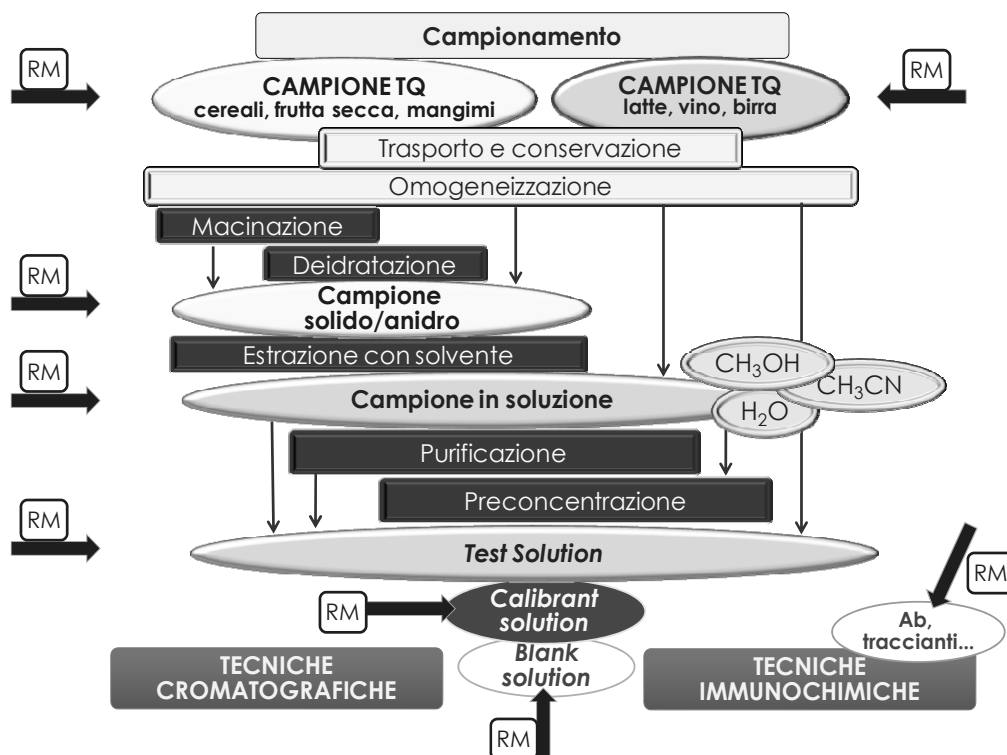 Campionamento
RM
CAMPIONE TQ
cereali, frutta secca, mangimi
CAMPIONE TQ
latte, vino, birra
RM
Trasporto e conservazione
Omogeneizzazione
Macinazione
Deidratazione
RM
Campione
solido/anidro
Estrazione con solvente
RM
CH3OH
CH3CN
Campione in soluzione
H2O
Purificazione
Preconcentrazione
RM
Test Solution
RM
RM
Calibrant
solution
Ab,
traccianti...
Blank
solution
TECNICHE
CROMATOGRAFICHE
TECNICHE
IMMUNOCHIMICHE
RM